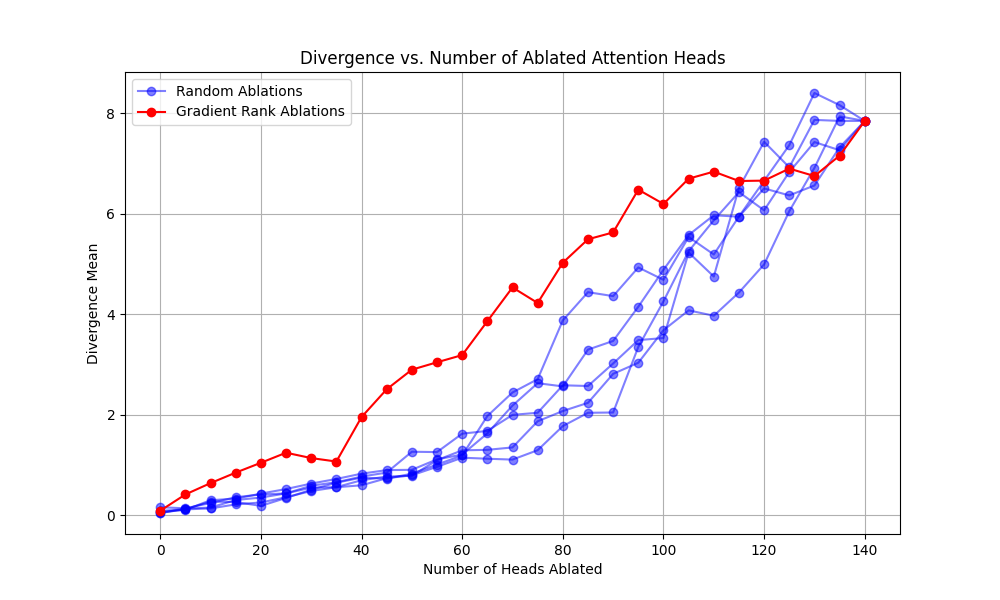 Divergence vs. Number of Ablated Attention Heads
Random Ablations
Gradient Rank Ablations
Divergence Mean
8
6
4
2
0
0 20 40 60 80 100 120 140
Number of Heads Ablated